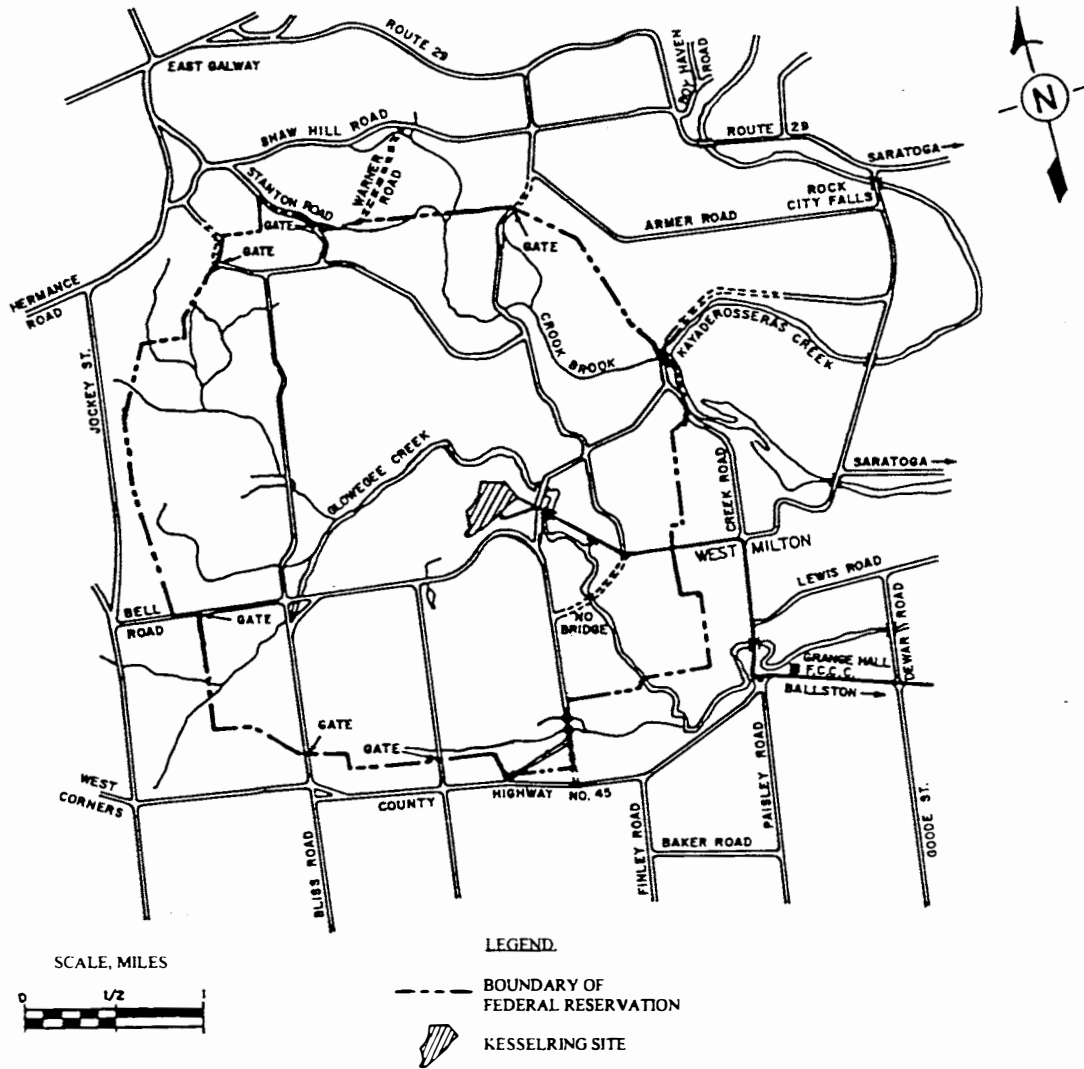 ROUTE 29
EAST GALWAY
ROY HAVEN
ROAD
N
SHAW HILL ROAD
ROUTE 29
SARATOGA
STANTON ROAD
WARNER
ROAD
ROCK
CITY FALLS
ARMER ROAD
GATE
GATE
GATE
HERMANCE
ROAD
KAYADEROSSERAS CREEK
CROOK BROOK
JOCKEY ST.
GLOWEGEE CREEK
SARATOGA
CREEK ROAD
WEST MILTON
LEWIS ROAD
BELL
ROAD
GATE
NO
BRIDGE
DEWAR ROAD
GRANGE HALL
F.C.C.C.
BALLSTON
GATE
GATE
WEST
CORNERS
COUNTY HIGHWAY NO. 45
PAISLEY ROAD
GOODE ST.
BLISS ROAD
FINLEY ROAD
BAKER ROAD
LEGEND
SCALE, MILES
0 1/2 1
BOUNDARY OF
FEDERAL RESERVATION
KESSELRING SITE